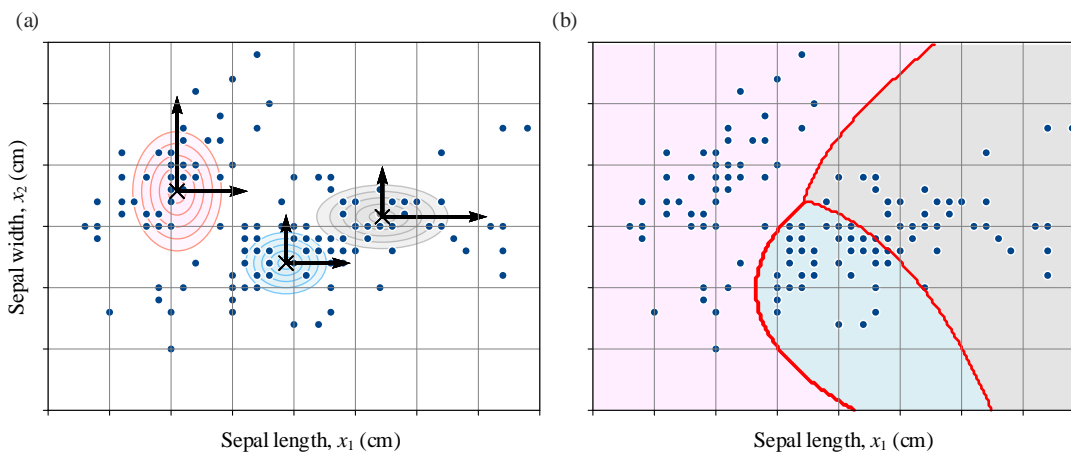 (a)
(b)
Sepal width, x₂ (cm)
Sepal length, x₁ (cm)
Sepal length, x₁ (cm)